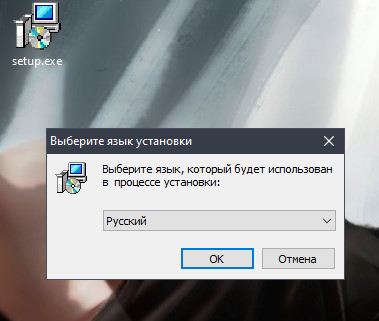 setup.exe
Выберите язык установки
Выберите язык, который будет использован
в процессе установки:
Русский
OK
Отмена